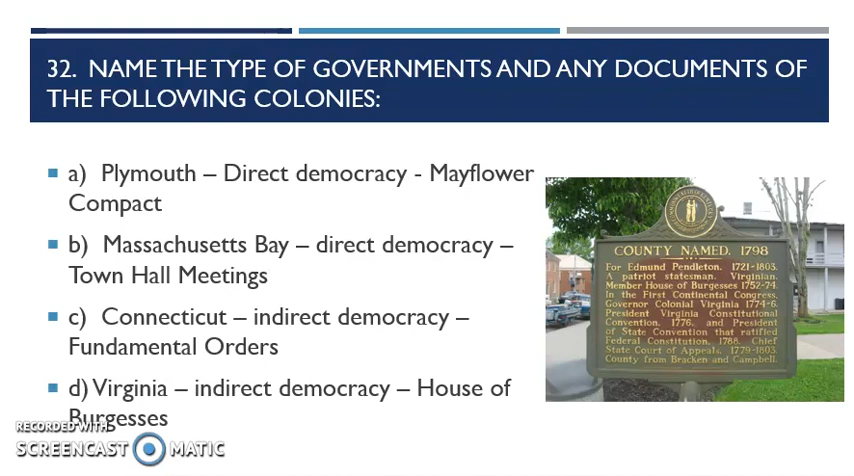 32. NAME THE TYPE OF GOVERNMENTS AND ANY DOCUMENTS OF
THE FOLLOWING COLONIES:
a) Plymouth – Direct democracy - Mayflower
Compact
b) Massachusetts Bay – direct democracy –
Town Hall Meetings
c) Connecticut – indirect democracy –
Fundamental Orders
d) Virginia – indirect democracy – House of
Burgesses
COUNTY NAMED, 1798
For Edmund Pendleton, 1721-1803.
A patriot statesman, Virginian.
Member House of Burgesses 1752-74.
In the First Continental Congress,
Governor Colonial Virginia 1774-6.
President Virginia Constitutional
Convention, 1776, and President
of State Convention that ratified
Federal Constitution, 1788. Chief
State Court of Appeals, 1779-1803.
County from Bracken and Campbell.
RECORDED WITH
SCREENCAST MATIC